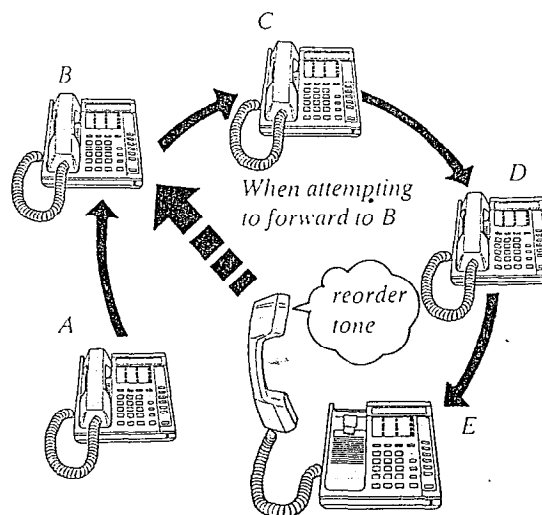 C
B
When attempting
to forward to B
D
A
reorder
tone
E